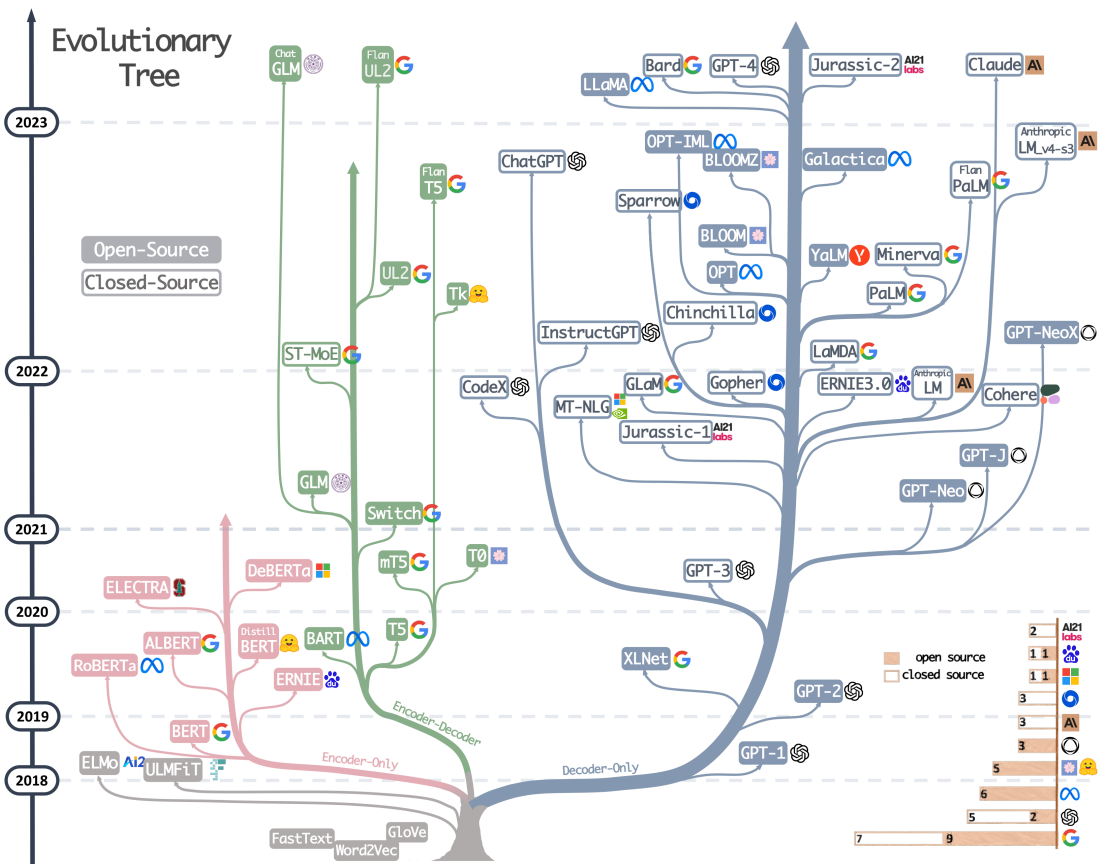 Evolutionary
Tree
2023
2022
2021
2020
2019
2018
Open-Source
Closed-Source
Chat
GLM
Flan
UL2
Flan
T5
UL2
Tk
ST-MoE
GLM
Switch
mT5
T0
BART
T5
Encoder-Decoder
DeBERTa
ELECTRA
Distill
BERT
ALBERT
RoBERTa
ERNIE
BERT
Encoder-Only
ELMo
Ai2
ULMFiT
FastText
Word2Vec
GloVe
Bard
GPT-4
Jurassic-2
AI21
labs
Claude
A\
LLaMA
OPT-IML
BLOOMZ
Galactica
Anthropic
LM_v4-s3
A\
ChatGPT
Flan
PaLM
Sparrow
BLOOM
YaLM
Y
Minerva
OPT
PaLM
Chinchilla
InstructGPT
GPT-NeoX
LaMDA
CodeX
GLaM
Gopher
ERNIE3.0
du
Anthropic
LM
A\
Cohere
MT-NLG
Jurassic-1
AI21
labs
GPT-J
GPT-Neo
GPT-3
XLNet
GPT-2
GPT-1
Decoder-Only
open source
closed source
2
AI21
labs
1 1
du
1 1
3
3
A\
3
5
6
5 2
7 9